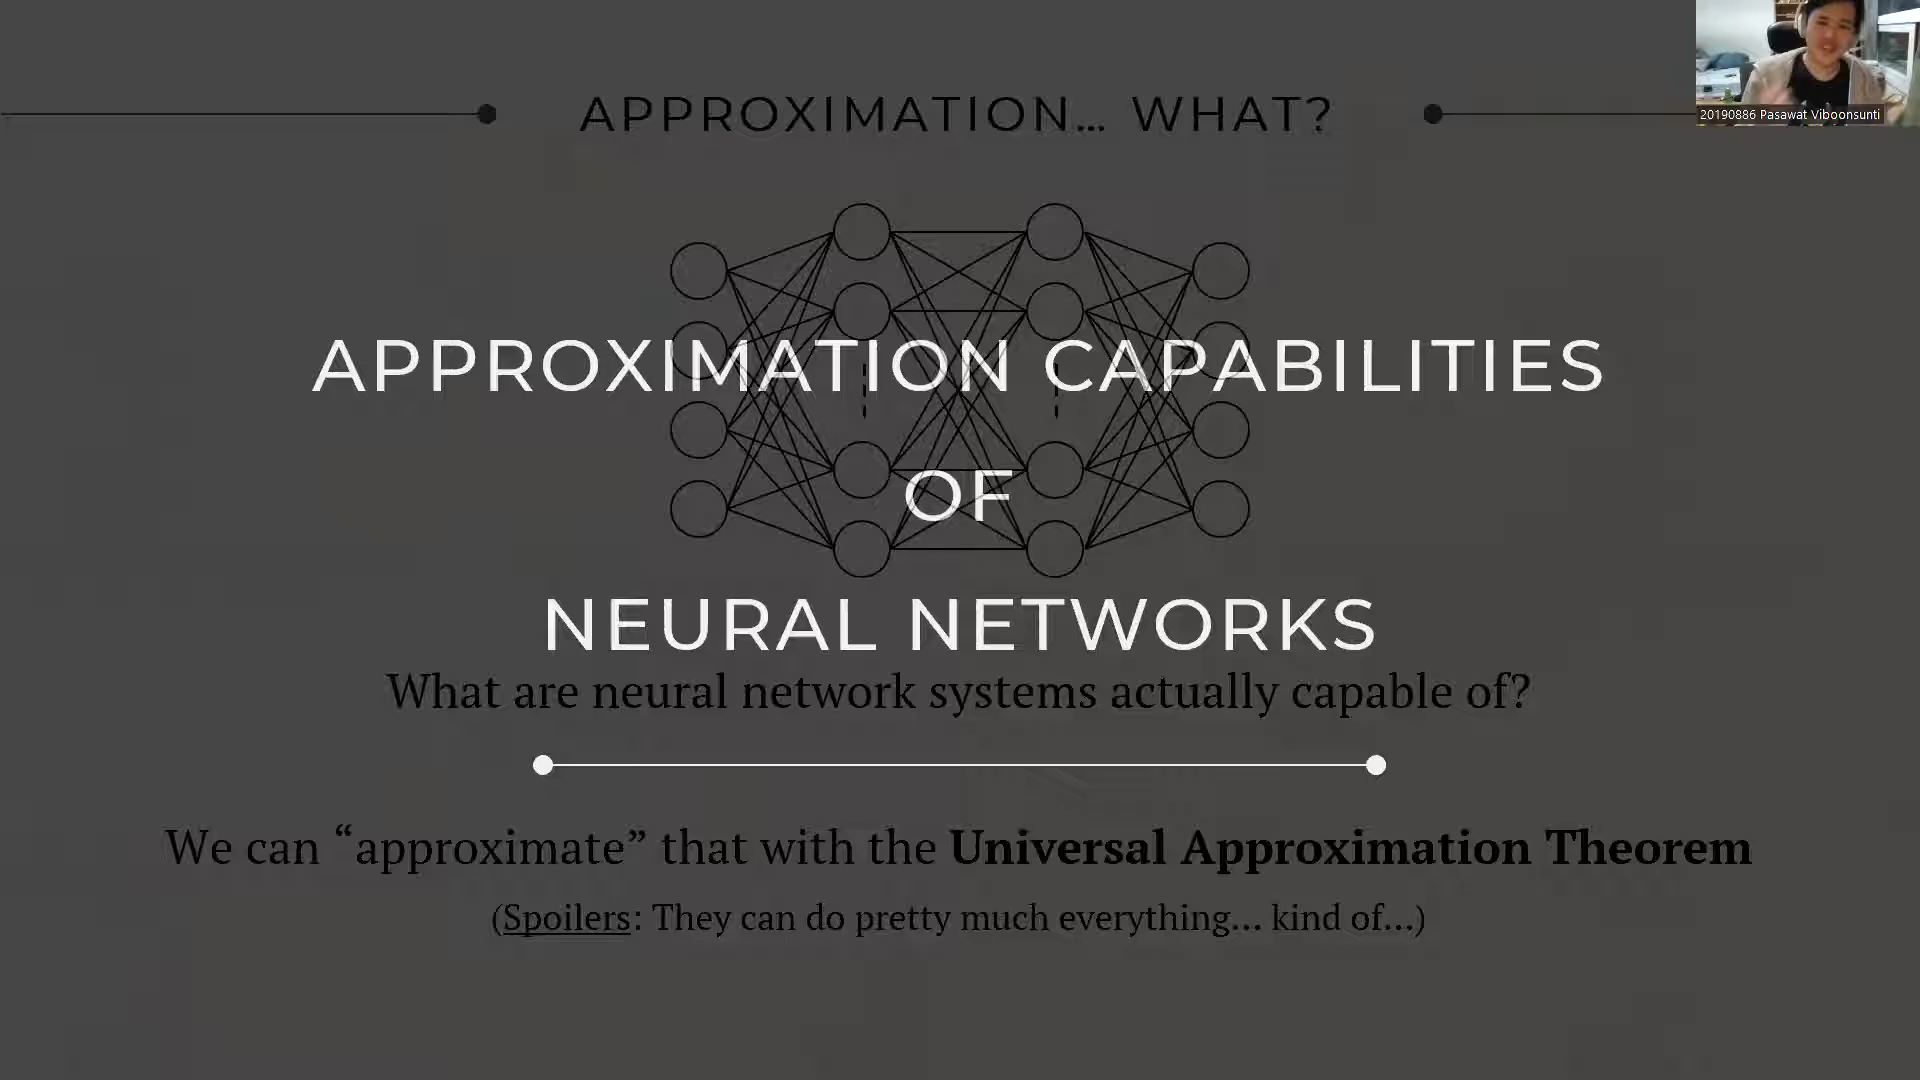 APPROXIMATION... WHAT?
20190886 Pasawat Viboonsunti
APPROXIMATION CAPABILITIES
OF
NEURAL NETWORKS
What are neural network systems actually capable of?
We can “approximate” that with the Universal Approximation Theorem
(Spoilers: They can do pretty much everything... kind of...)